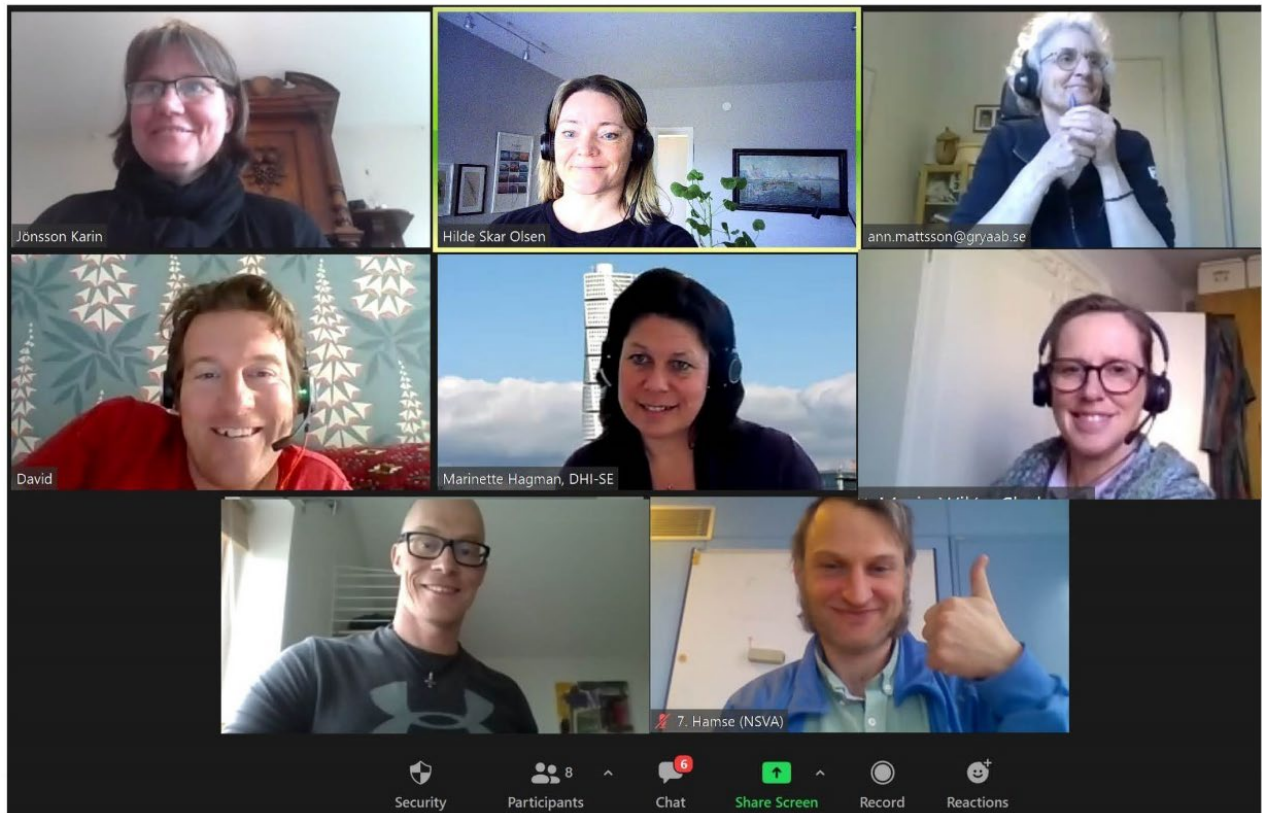 Jönsson Karin
Hilde Skar Olsen
ann.mattsson@gryaab.se
David
Marinette Hagman, DHI-SE
7. Hamse (NSVA)
8
6
Security
Participants
Chat
Share Screen
Record
Reactions